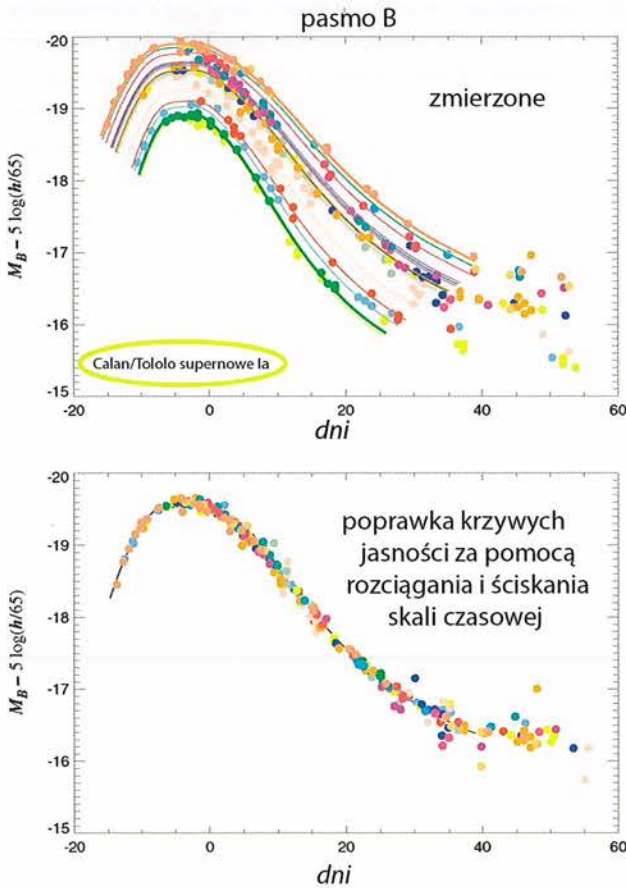 pasmo B
-20
zmierzone
-19
-18
-17
-16
-15
M_B – 5 log(h/65)
Calan/Tololo supernowe Ia
-20 0 20 40 60
dni
-20
poprawka krzywych
jasności za pomocą
rozciągania i ściskania
skali czasowej
-19
-18
-17
-16
-15
M_B – 5 log(h/65)
-20 0 20 40 60
dni